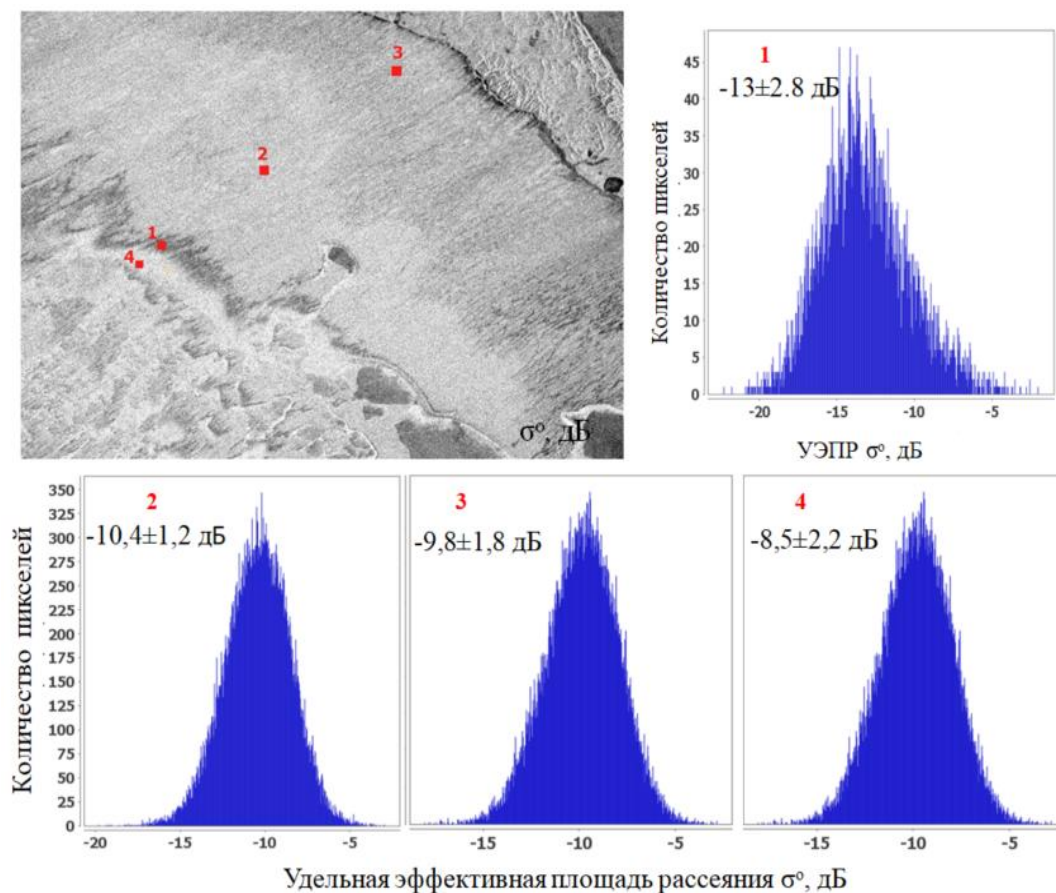 3
2
1
4
σº, дБ
1
-13±2.8 дБ
Количество пикселей
45
40
35
30
25
20
15
10
5
0
-20 -15 -10 -5
УЭПР σº, дБ
2
-10,4±1,2 дБ
3
-9,8±1,8 дБ
4
-8,5±2,2 дБ
Количество пикселей
350
325
300
275
250
225
200
175
150
125
100
75
50
25
0
-20 -15 -10 -5
-15 -10 -5
-15 -10 -5
Удельная эффективная площадь рассеяния σº, дБ